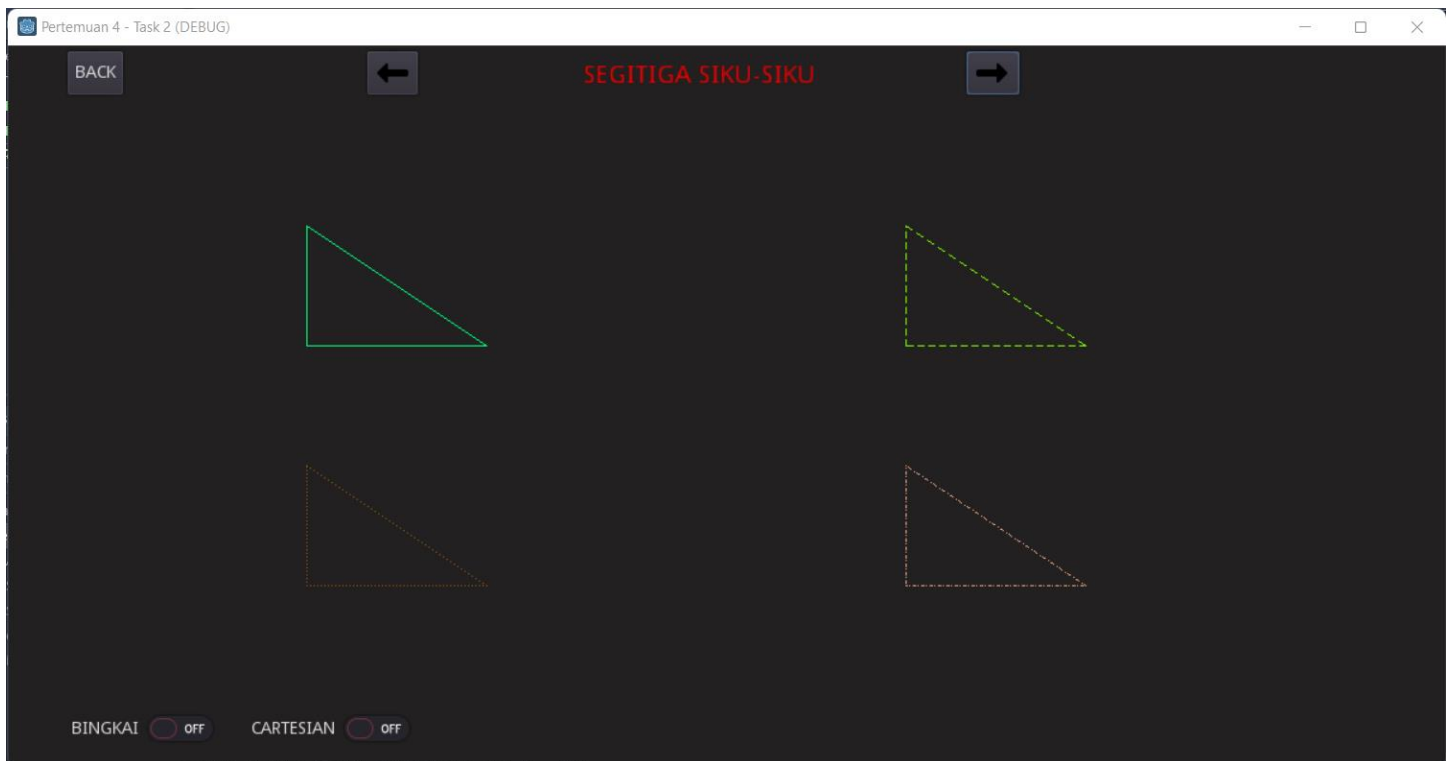 Pertemuan 4 - Task 2 (DEBUG)
BACK
SEGITIGA SIKU-SIKU
BINGKAI OFF CARTESIAN OFF